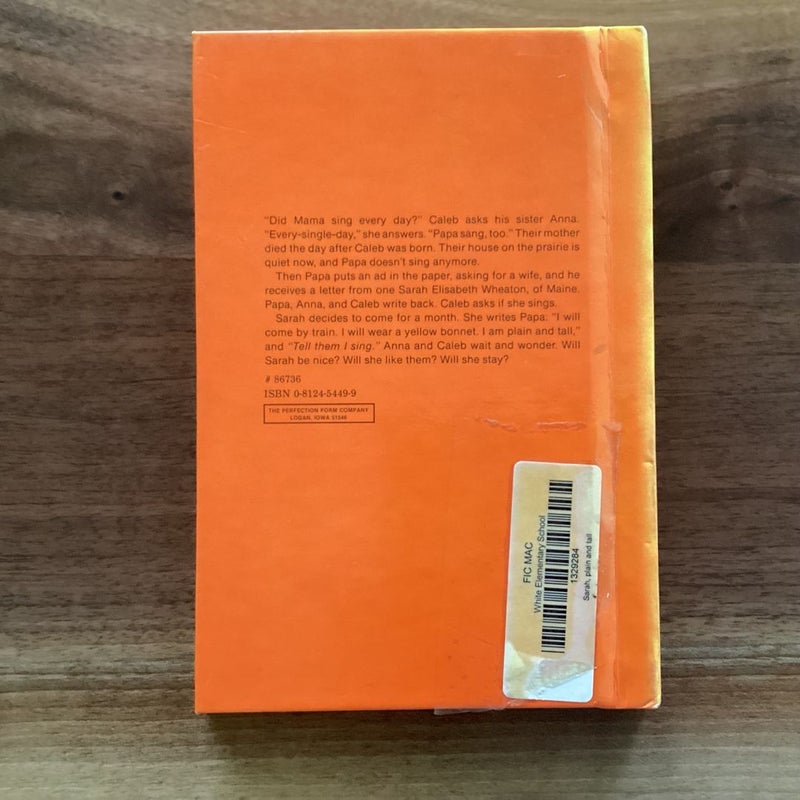 "Did Mama sing every day?" Caleb asks his sister Anna.
"Every-single-day," she answers. "Papa sang, too." Their mother
died the day after Caleb was born. Their house on the prairie is
quiet now, and Papa doesn't sing anymore.
Then Papa puts an ad in the paper, asking for a wife, and he
receives a letter from one Sarah Elisabeth Wheaton, of Maine.
Papa, Anna, and Caleb write back. Caleb asks if she sings.
Sarah decides to come for a month. She writes Papa: "I will
come by train. I will wear a yellow bonnet. I am plain and tall,"
and "Tell them I sing." Anna and Caleb wait and wonder. Will
Sarah be nice? Will she like them? Will she stay?
# 86736
ISBN 0-8124-5449-9
THE PERFECTION FORM COMPANY
LOGAN, IOWA 51546
FIC MAC
White Elementary School
1329284
Sarah, plain and tall